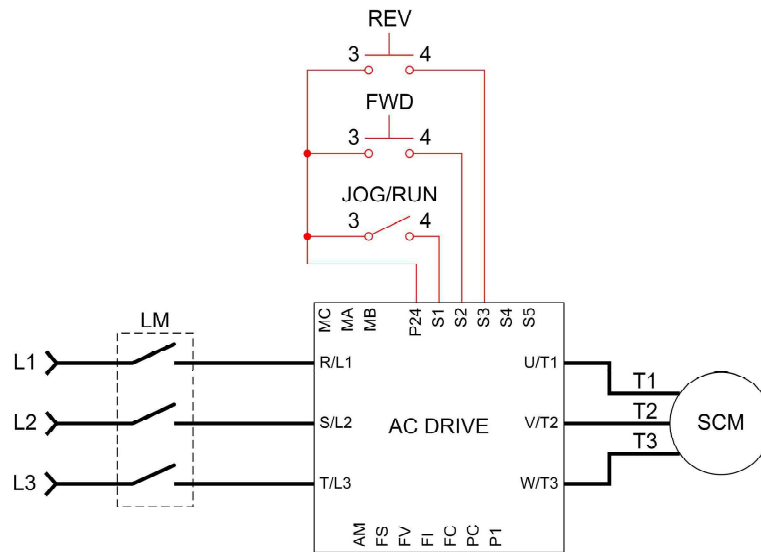 REV
3 4
FWD
3 4
JOG/RUN
3 4
MC MA MB P24 S1 S2 S3 S4 S5
LM
L1 R/L1 U/T1 T1
L2 S/L2 AC DRIVE V/T2 T2 SCM
L3 T/L3 W/T3 T3
AM FS FV FI FC PC P1